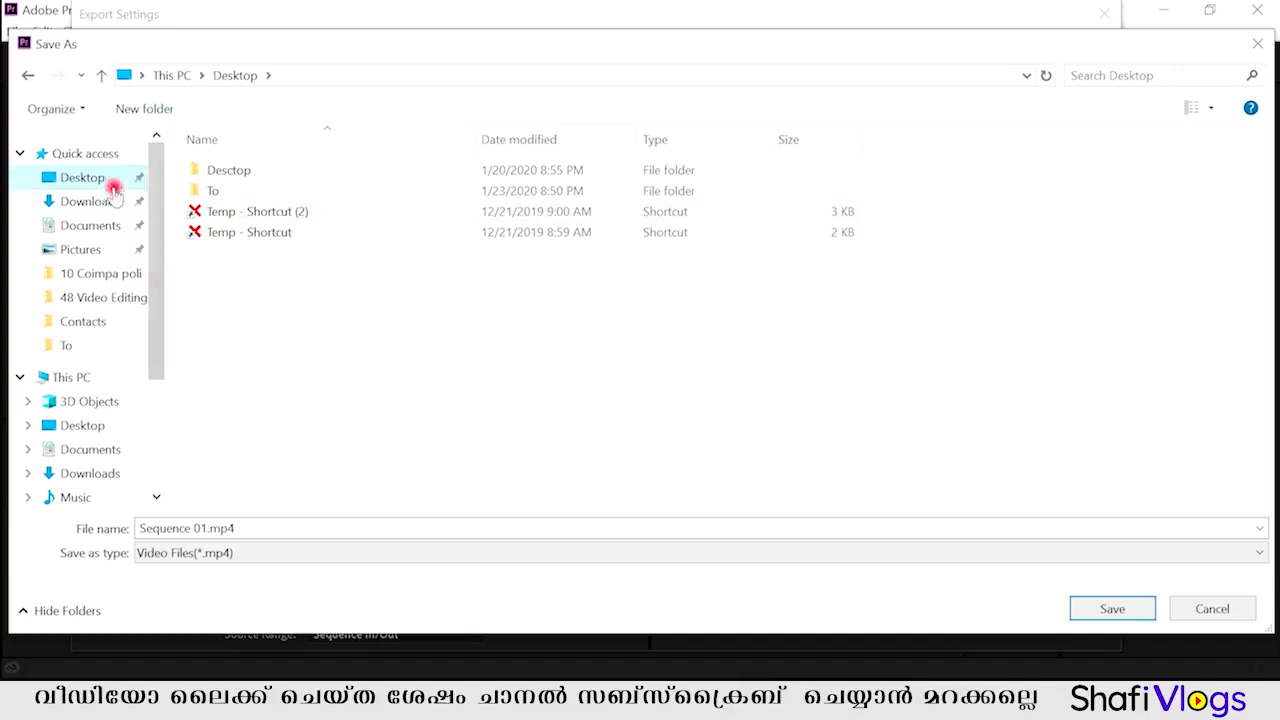 Adobe Pr
Export Settings
Save As
This PC
Desktop
Search Desktop
Organize
New folder
Name
Date modified
Type
Size
Quick access
Desktop
Documents
Pictures
10 Coimpa poli
48 Video Editing
Contacts
To
This PC
3D Objects
Desktop
Documents
Downloads
Music
Desctop 1/20/2020 8:55 PM File folder
To 1/23/2020 8:50 PM File folder
Temp - Shortcut (2) 12/21/2019 9:00 AM Shortcut 3 KB
Temp - Shortcut 12/21/2019 8:59 AM Shortcut 2 KB
File name: Sequence 01.mp4
Save as type: Video Files(*.mp4)
Hide Folders
Save
Cancel
Source Range: Sequence In/Out
വീഡിയോ ലൈക്ക് ചെയ്ത ശേഷം ചാനൽ സബ്സ്ക്രൈബ് ചെയ്യാൻ മറക്കല്ലെ
Shafi Vlogs